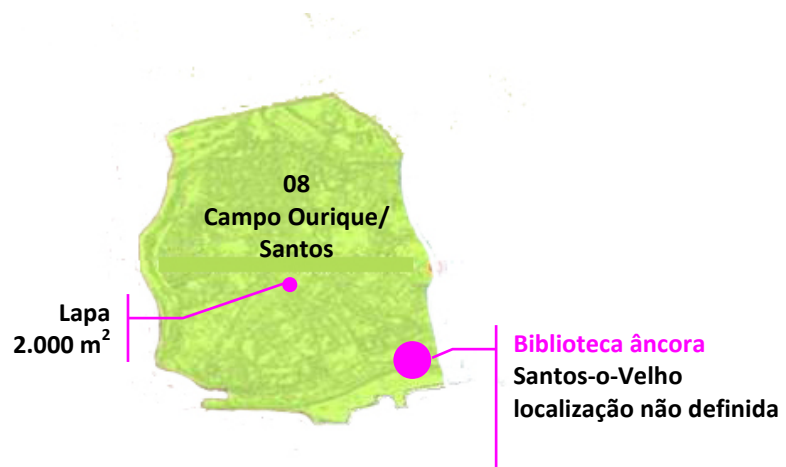 08
Campo Ourique/
Santos
Lapa
2.000 m²
Biblioteca âncora
Santos-o-Velho
localização não definida